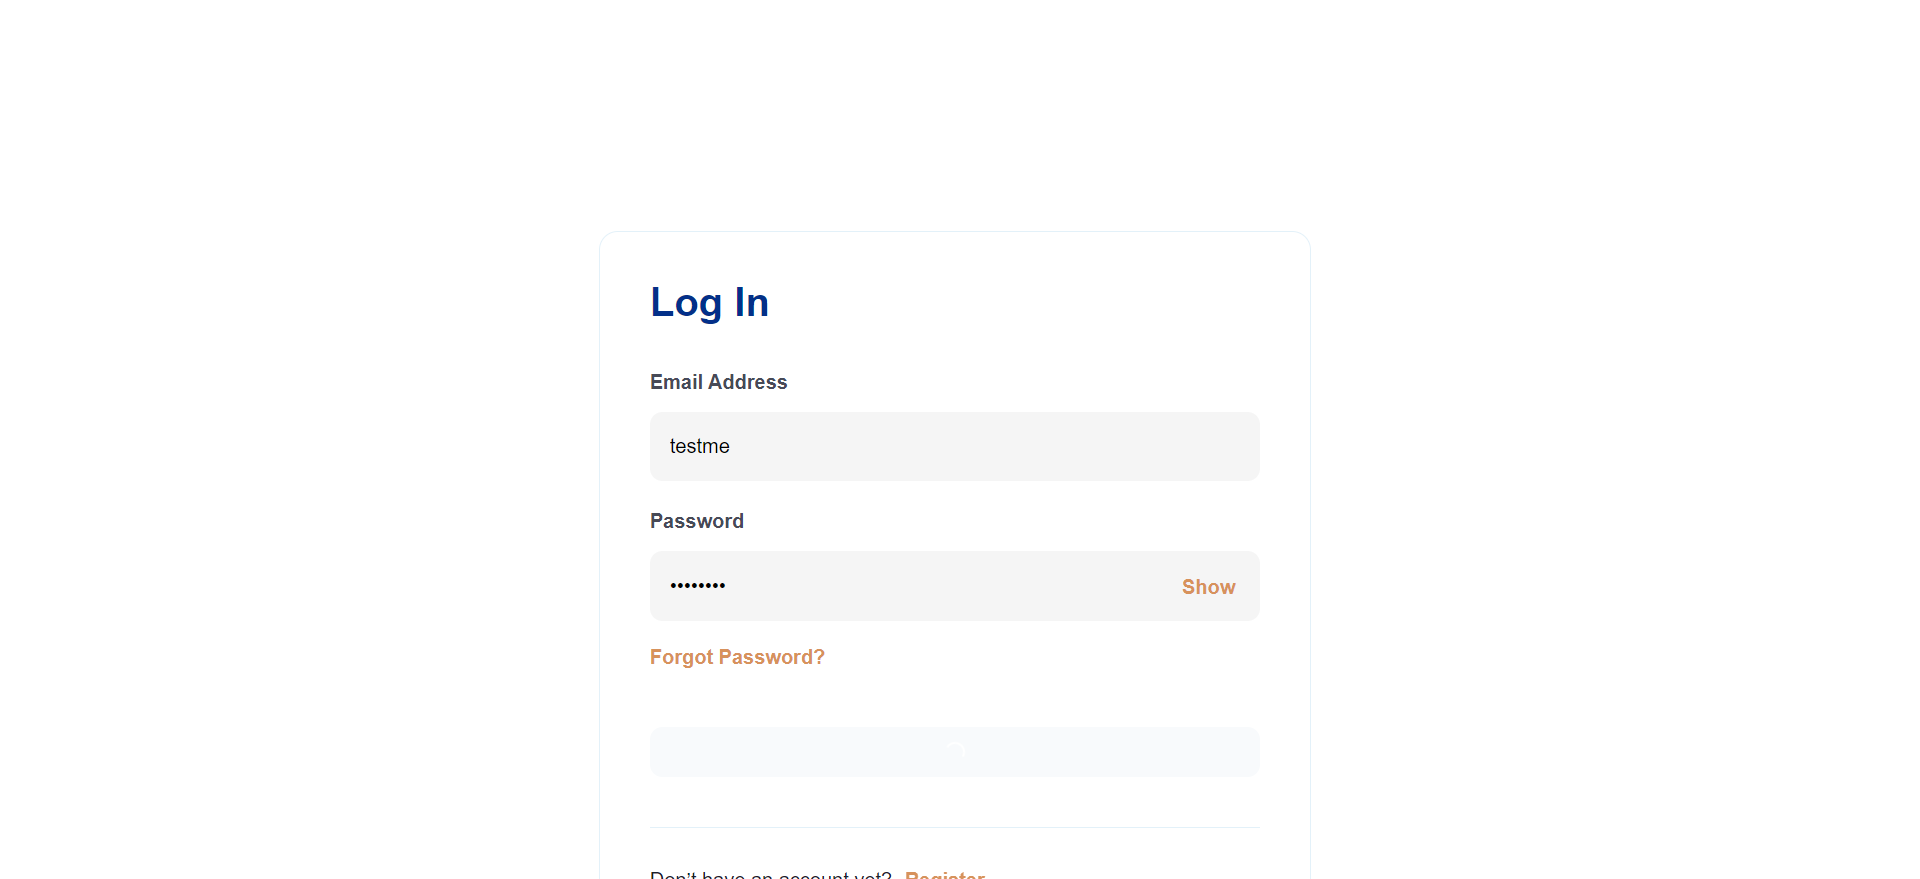 Log In
Email Address
testme
Password
•••••••• Show
Forgot Password?
Don't have an account yet? Register